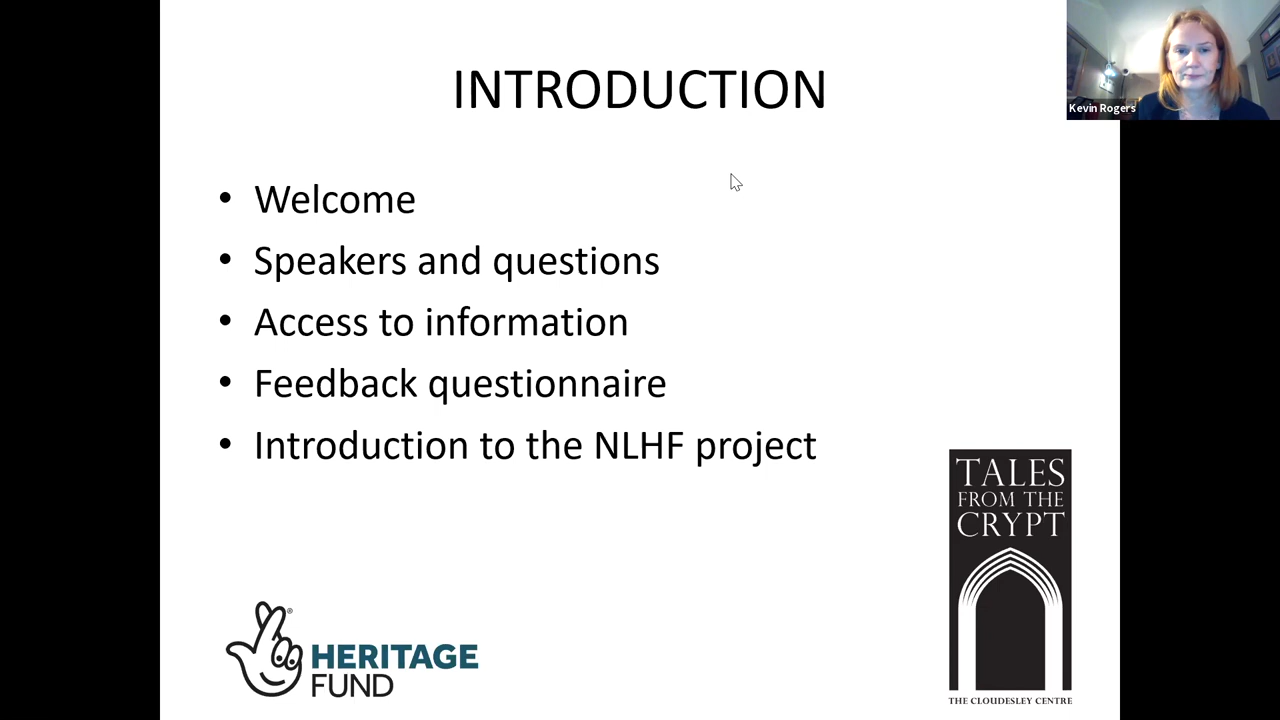 INTRODUCTION
Kevin Rogers
• Welcome
• Speakers and questions
• Access to information
• Feedback questionnaire
• Introduction to the NLHF project
TALES
FROM THE
CRYPT
THE CLOUDESLEY CENTRE
®
HERITAGE
FUND